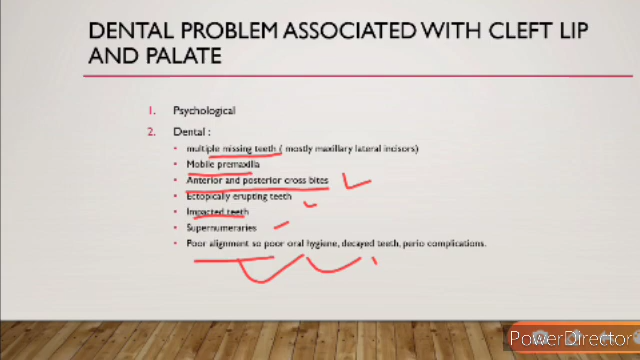 DENTAL PROBLEM ASSOCIATED WITH CLEFT LIP
AND PALATE
1. Psychological
2. Dental :
• multiple missing teeth ( mostly maxillary lateral incisors)
• Mobile premaxilla
• Anterior and posterior cross bites
• Ectopically erupting teeth
• Impacted teeth
• Supernumeraries
• Poor alignment so poor oral hygiene, decayed teeth, perio complications.
PowerDirector